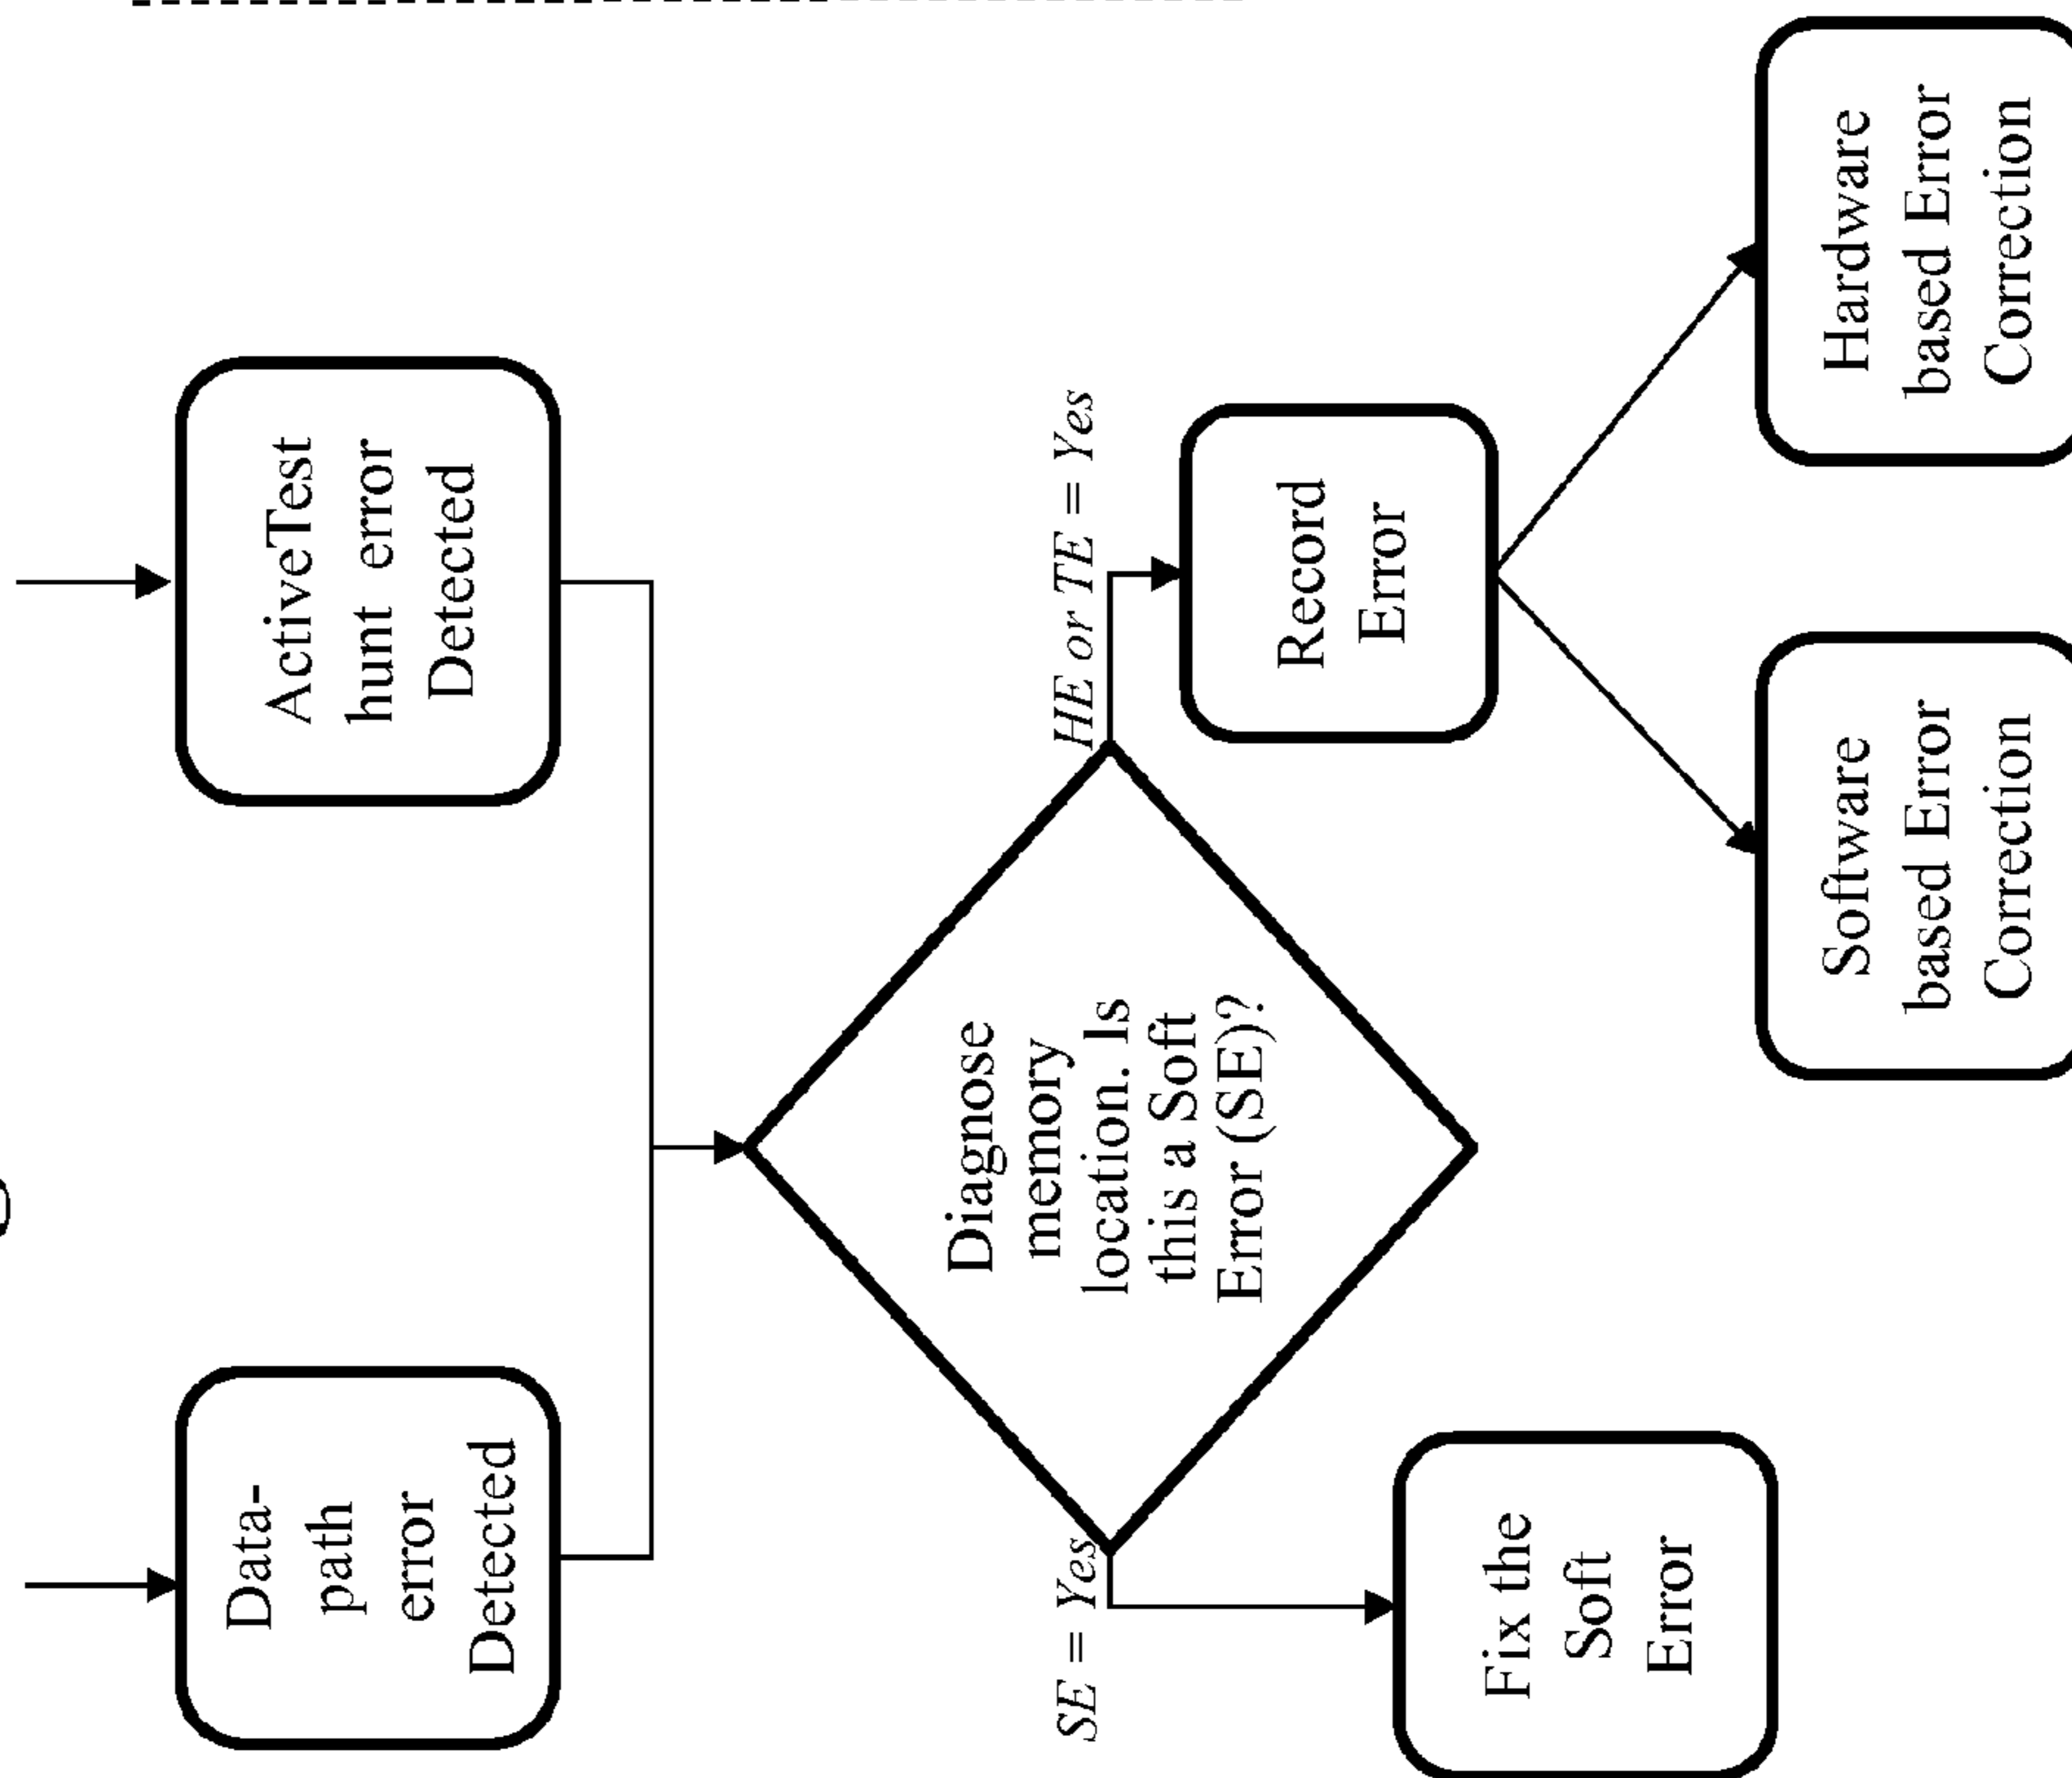 Data-
path
error
Detected
ActiveTest
hunt error
Detected
Diagnose
memory
location. Is
this a Soft
Error (SE)?
SE = Yes
HE or TE = Yes
Fix the
Soft
Error
Record
Error
Software
based Error
Correction
Hardware
based Error
Correction